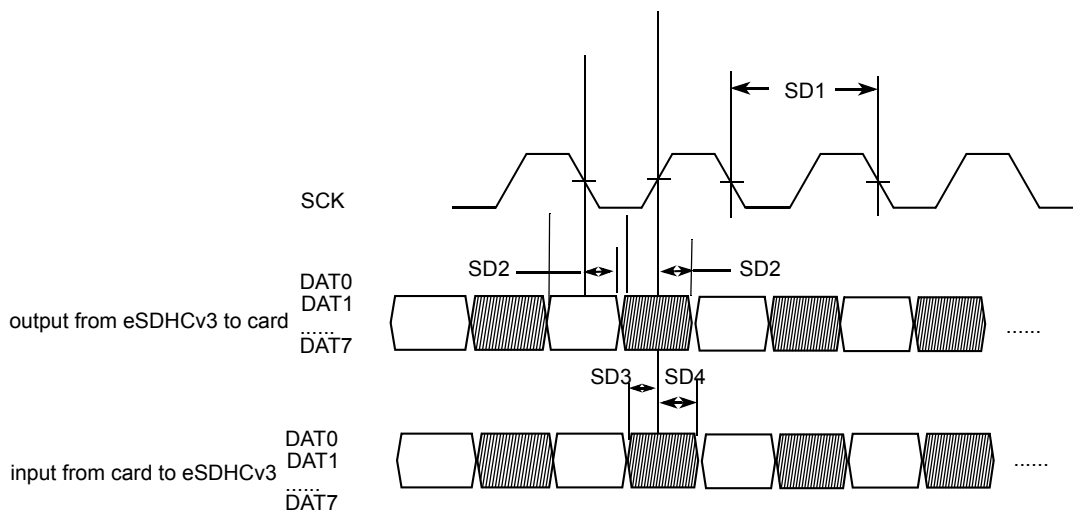 SD1
SCK
SD2
SD2
DAT0
DAT1
output from eSDHCv3 to card
......
......
DAT7
SD3
SD4
DAT0
DAT1
input from card to eSDHCv3
......
......
DAT7